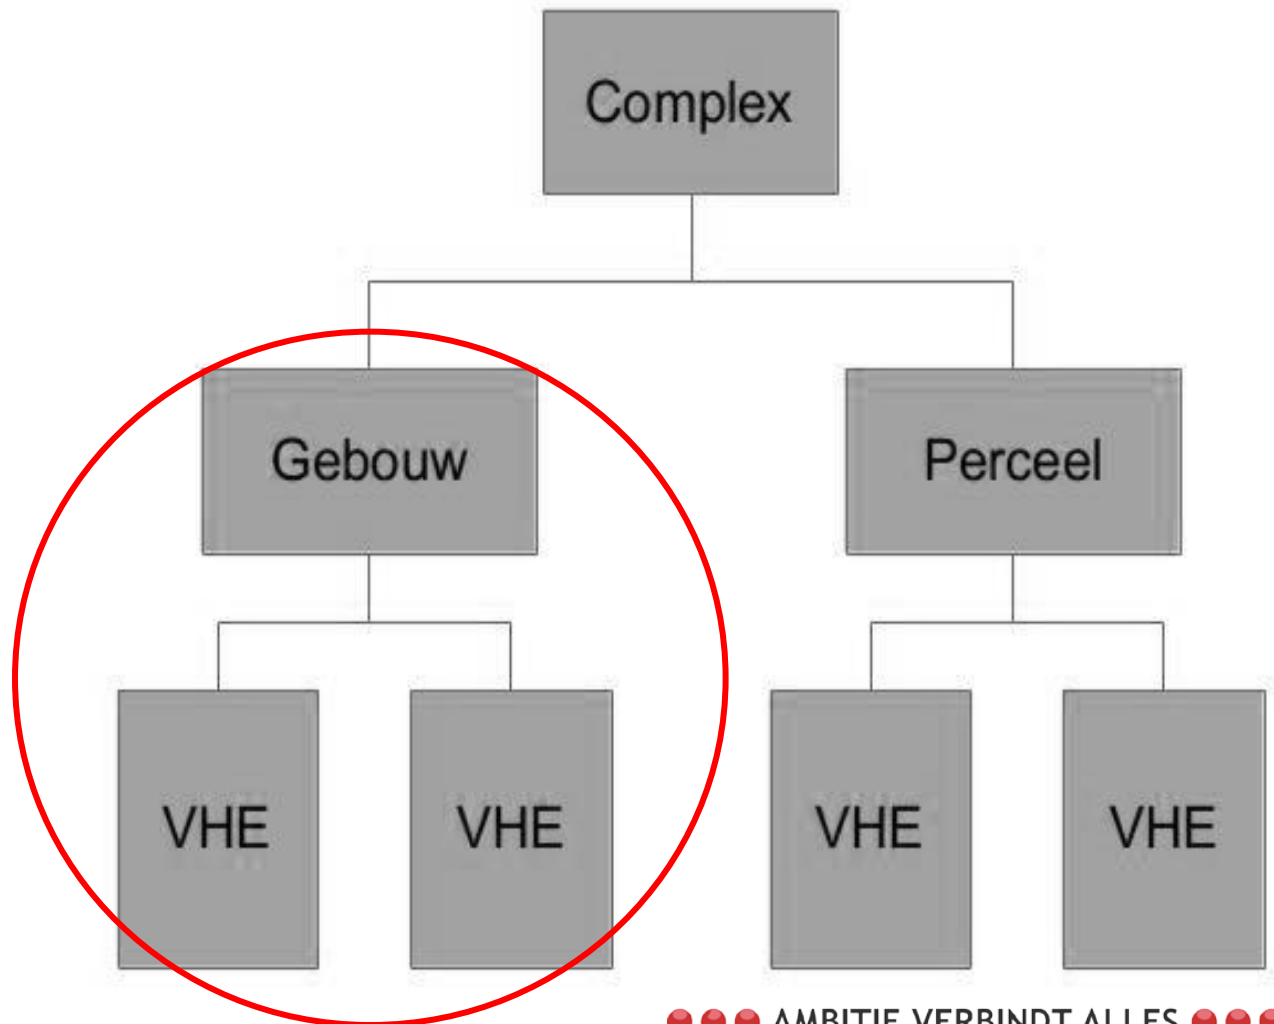 Complex
Gebouw
Perceel
VHE
VHE
VHE
VHE
AMBITIE VERBINDT ALLES